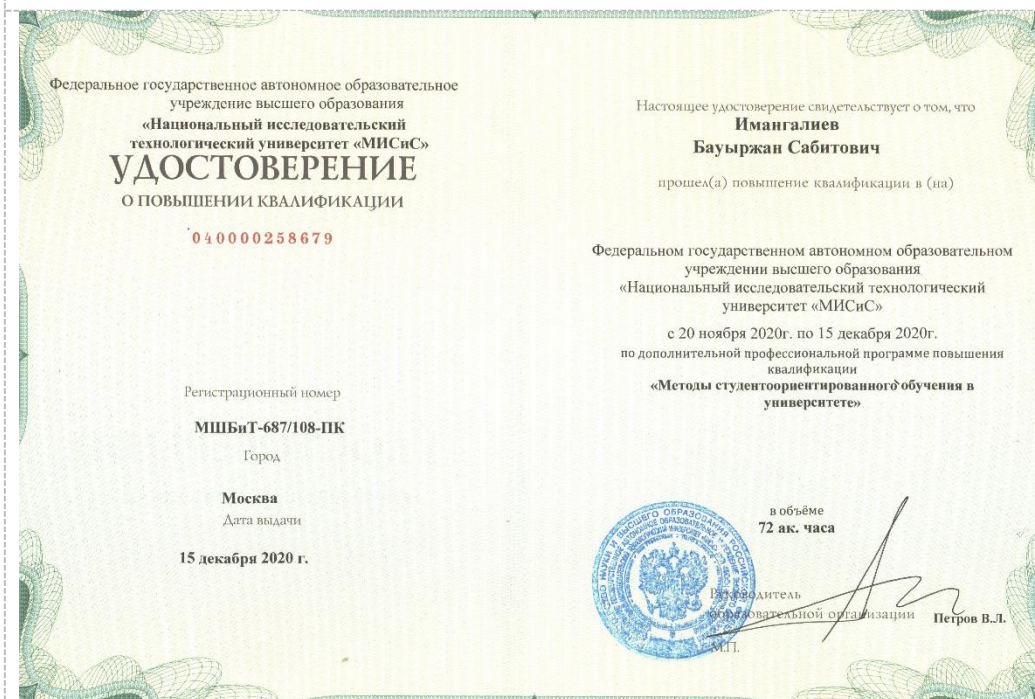 Федеральное государственное автономное образовательное
учреждение высшего образования
«Национальный исследовательский
технологический университет «МИСиС»
УДОСТОВЕРЕНИЕ
О ПОВЫШЕНИИ КВАЛИФИКАЦИИ
040000258679
Регистрационный номер
МШБиТ-687/108-ПК
Город
Москва
Дата выдачи
15 декабря 2020 г.
Настоящее удостоверение свидетельствует о том, что
Имангалиев
Бауыржан Сабитович
прошел(а) повышение квалификации в (на)
Федеральном государственном автономном образовательном
учреждении высшего образования
«Национальный исследовательский технологический
университет «МИСиС»
с 20 ноября 2020г. по 15 декабря 2020г.
по дополнительной профессиональной программе повышения
квалификации
«Методы студентоориентированного обучения в
университете»
в объёме
72 ак. часа
Руководитель
образовательной организации
Петров В.Л.
М.П.